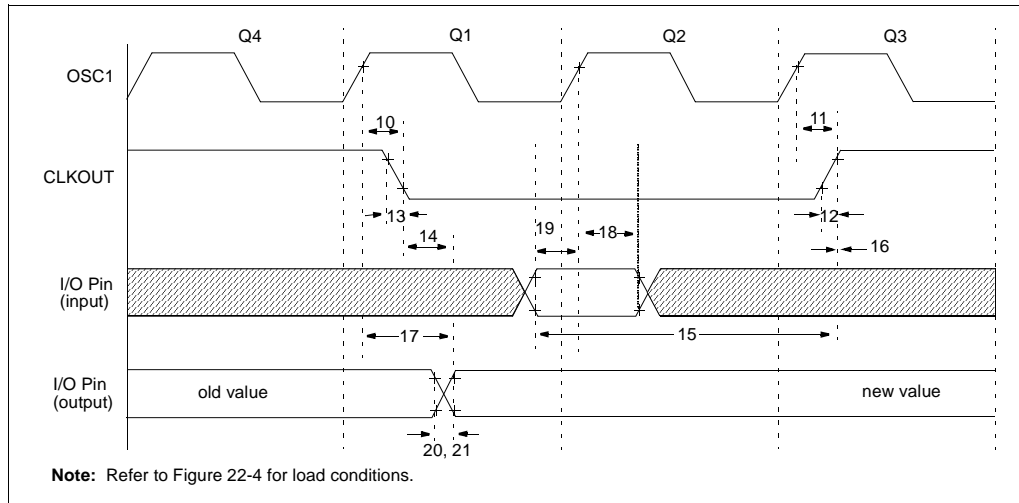 Q4 Q1 Q2 Q3
OSC1
10 11
CLKOUT
13 12
14 19 18 16
I/O Pin
(input)
17 15
I/O Pin
(output)
old value new value
20, 21
Note: Refer to Figure 22-4 for load conditions.